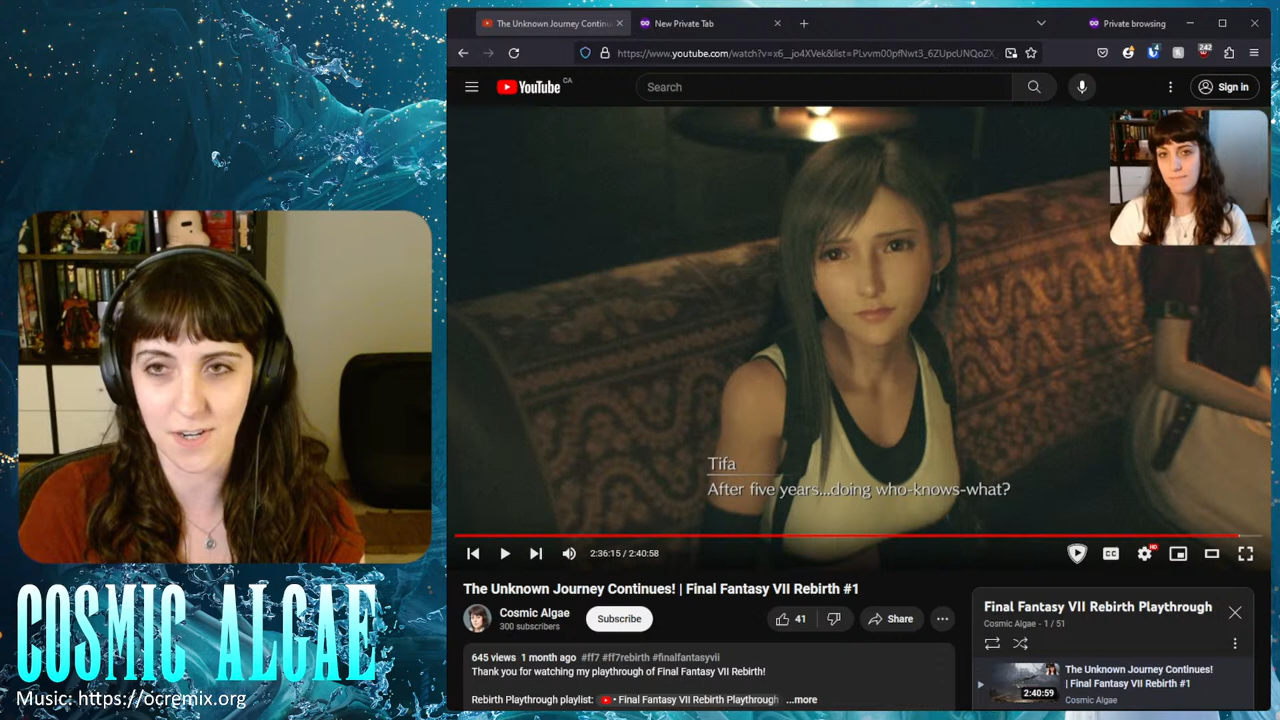 The Unknown Journey Continu
New Private Tab
Private browsing
https://www.youtube.com/watch?v=x6_jo4XVek&list=PLvvm00pfNwt3_6ZUpcUNQoZX
4
242
YouTube CA
Search
Sign in
Tifa
After five years...doing who-knows-what?
2:36:15 / 2:40:58
CC
HD
The Unknown Journey Continues! | Final Fantasy VII Rebirth #1
Cosmic Algae
300 subscribers
Subscribe
41
Share
645 views 1 month ago #ff7 #ff7rebirth #finalfantasyvii
Thank you for watching my playthrough of Final Fantasy VII Rebirth!
Rebirth Playthrough playlist: • Final Fantasy VII Rebirth Playthrough ...more
Final Fantasy VII Rebirth Playthrough
Cosmic Algae - 1 / 51
2:40:59
The Unknown Journey Continues!
| Final Fantasy VII Rebirth #1
Cosmic Algae
COSMIC ALGAE
Music: https://ocremix.org